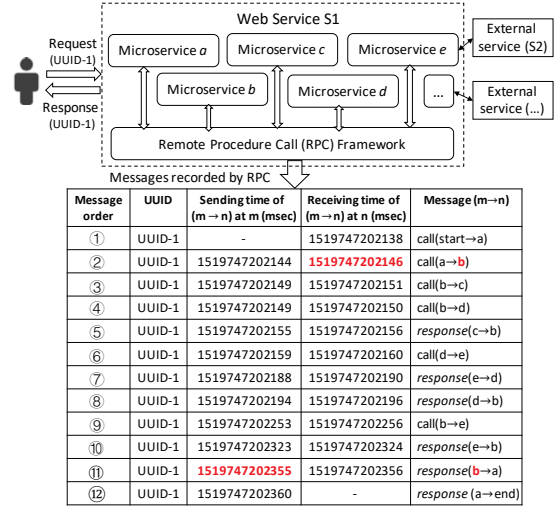 Web Service S1
Request
(UUID-1)
Response
(UUID-1)
Microservice a
Microservice c
Microservice e
Microservice b
Microservice d
...
External
service (S2)
External
service (...)
Remote Procedure Call (RPC) Framework
Messages recorded by RPC
Message order | UUID | Sending time of (m→n) at m (msec) | Receiving time of (m→n) at n (msec) | Message (m→n)
① UUID-1 - 1519747202138 call(start→a)
② UUID-1 1519747202144 1519747202146 call(a→b)
③ UUID-1 1519747202149 1519747202151 call(b→c)
④ UUID-1 1519747202149 1519747202150 call(b→d)
⑤ UUID-1 1519747202155 1519747202156 response(c→b)
⑥ UUID-1 1519747202159 1519747202160 call(d→e)
⑦ UUID-1 1519747202188 1519747202190 response(e→d)
⑧ UUID-1 1519747202194 1519747202196 response(d→b)
⑨ UUID-1 1519747202253 1519747202256 call(b→e)
⑩ UUID-1 1519747202323 1519747202324 response(e→b)
⑪ UUID-1 1519747202355 1519747202356 response(b→a)
⑫ UUID-1 1519747202360 - response (a→end)